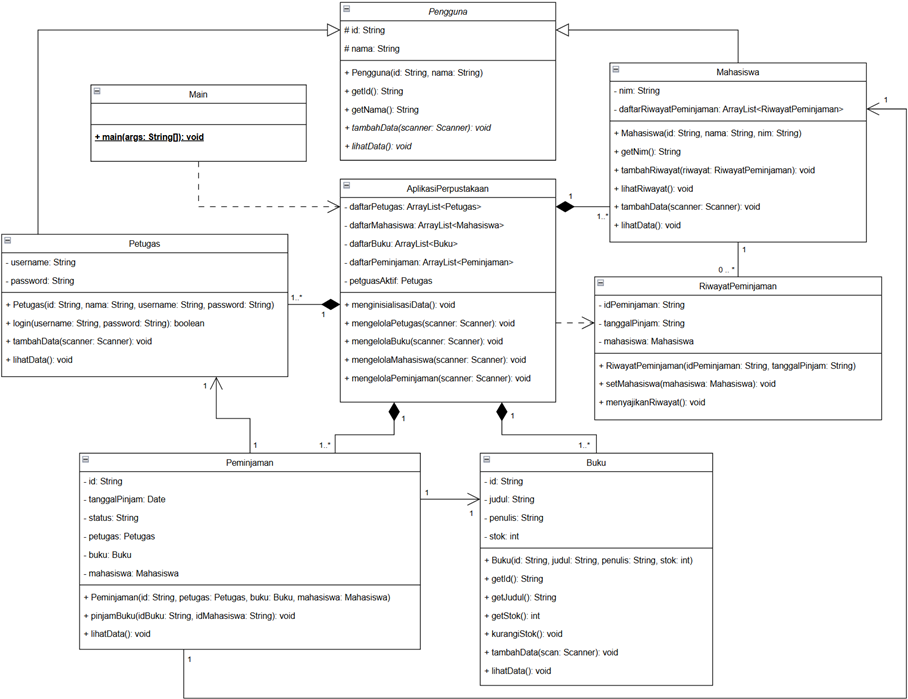 Pengguna
# id: String
# nama: String
+ Pengguna(id: String, nama: String)
+ getId(): String
+ getNama(): String
+ tambahData(scanner: Scanner): void
+ lihatData(): void
Main
+ main(args: String[]): void
Mahasiswa
- nim: String
- daftarRiwayatPeminjaman: ArrayList<RiwayatPeminjaman>
+ Mahasiswa(id: String, nama: String, nim: String)
+ getNim(): String
+ tambahRiwayat(riwayat: RiwayatPeminjaman): void
+ lihatRiwayat(): void
+ tambahData(scanner: Scanner): void
+ lihatData(): void
1
AplikasiPerpustakaan
- daftarPetugas: ArrayList<Petugas>
- daftarMahasiswa: ArrayList<Mahasiswa>
- daftarBuku: ArrayList<Buku>
- daftarPeminjaman: ArrayList<Peminjaman>
- petguasAktif: Petugas
+ menginisialisasiData(): void
+ mengelolaPetugas(scanner: Scanner): void
+ mengelolaBuku(scanner: Scanner): void
+ mengelolaMahasiswa(scanner: Scanner): void
+ mengelolaPeminjaman(scanner: Scanner): void
1
1..*
Petugas
- username: String
- password: String
+ Petugas(id: String, nama: String, username: String, password: String)
+ login(username: String, password: String): boolean
+ tambahData(scanner: Scanner): void
+ lihatData(): void
1..*
1
1
0 ..*
RiwayatPeminjaman
- idPeminjaman: String
- tanggalPinjam: String
- mahasiswa: Mahasiswa
+ RiwayatPeminjaman(idPeminjaman: String, tanggalPinjam: String)
+ setMahasiswa(mahasiswa: Mahasiswa): void
+ menyajikanRiwayat(): void
1
1
1
1..*
1
1..*
Peminjaman
- id: String
- tanggalPinjam: Date
- status: String
- petugas: Petugas
- buku: Buku
- mahasiswa: Mahasiswa
+ Peminjaman(id: String, petugas: Petugas, buku: Buku, mahasiswa: Mahasiswa)
+ pinjamBuku(idBuku: String, idMahasiswa: String): void
+ lihatData(): void
1
1
1
Buku
- id: String
- judul: String
- penulis: String
- stok: int
+ Buku(id: String, judul: String, penulis: String, stok: int)
+ getId(): String
+ getJudul(): String
+ getStok(): int
+ kurangiStok(): void
+ tambahData(scan: Scanner): void
+ lihatData(): void